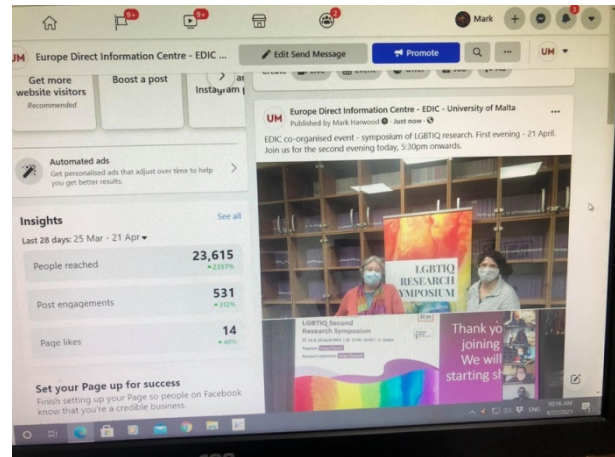 9+
9+
2
1
Mark
Europe Direct Information Centre - EDIC ...
Edit Send Message
Promote
UM
Get more
website visitors
Recommended
Boost a post
Instagram
Automated ads
Get personalised ads that adjust over time to help
you get better results.
Insights
See all
Last 28 days: 25 Mar - 21 Apr
People reached
23,615
Post engagements
531
Page likes
14
Set your Page up for success
Finish setting up your Page so people on Facebook
know that you're a credible business.
UM
Europe Direct Information Centre - EDIC - University of Malta
Published by Mark Harwood · Just now ·
EDIC co-organised event - symposium of LGBTIQ research. First evening - 21 April.
Join us for the second evening today, 5:30pm onwards.
LGBTIQ
RESEARCH
SYMPOSIUM
LGBTIQ Second
Research Symposium
Thank yo
joining
We will
starting sh
ENG
10:16 AM